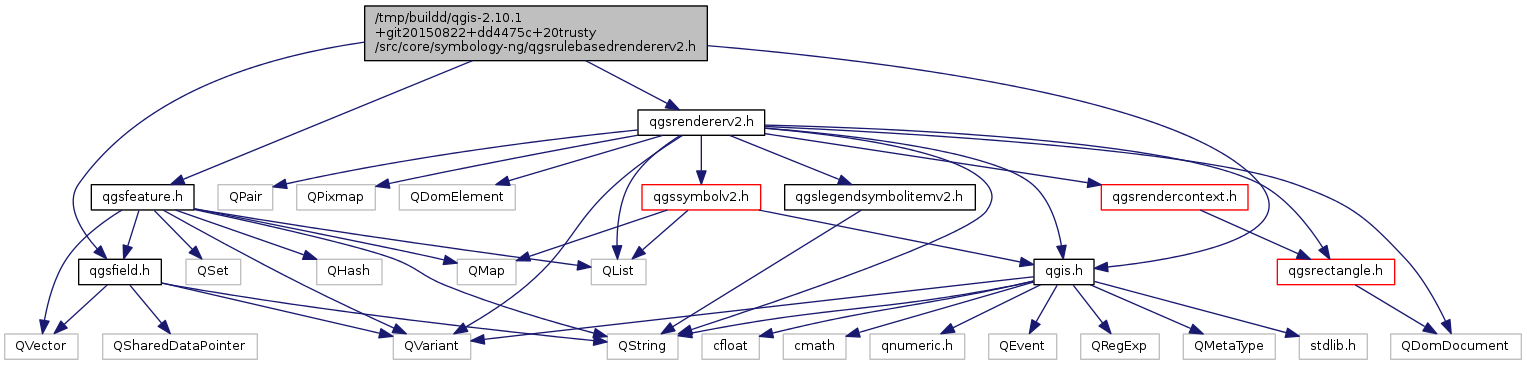 /tmp/buildd/qgis-2.10.1
+git20150822+dd4475c+20trusty
/src/core/symbology-ng/qgsrulebasedrendererv2.h
qgsrendererv2.h
qgsfeature.h
QPair
QPixmap
QDomElement
qgssymbolv2.h
qgslegendsymbolitemv2.h
qgsrendercontext.h
qgsfield.h
QSet
QHash
QMap
QList
qgis.h
qgsrectangle.h
QVector
QSharedDataPointer
QVariant
QString
cfloat
cmath
qnumeric.h
QEvent
QRegExp
QMetaType
stdlib.h
QDomDocument